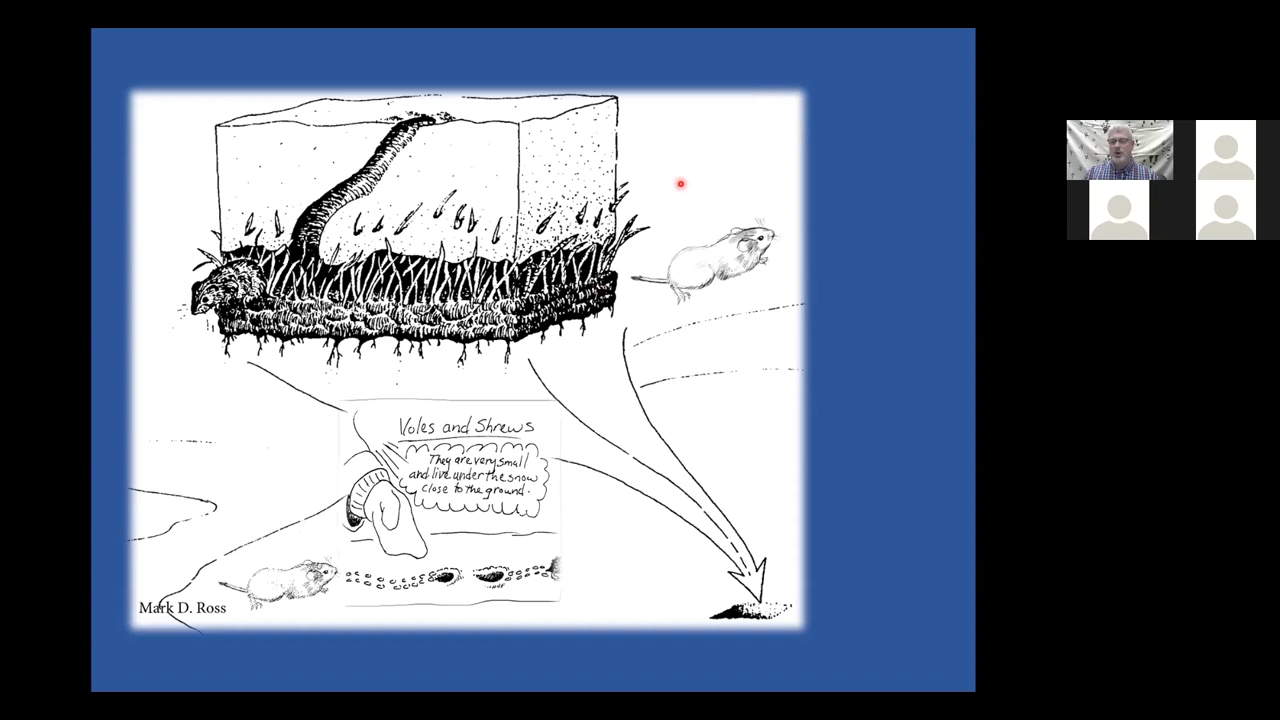 Voles and Shrews
They are very small
and live under the snow
close to the ground.
Mark D. Ross